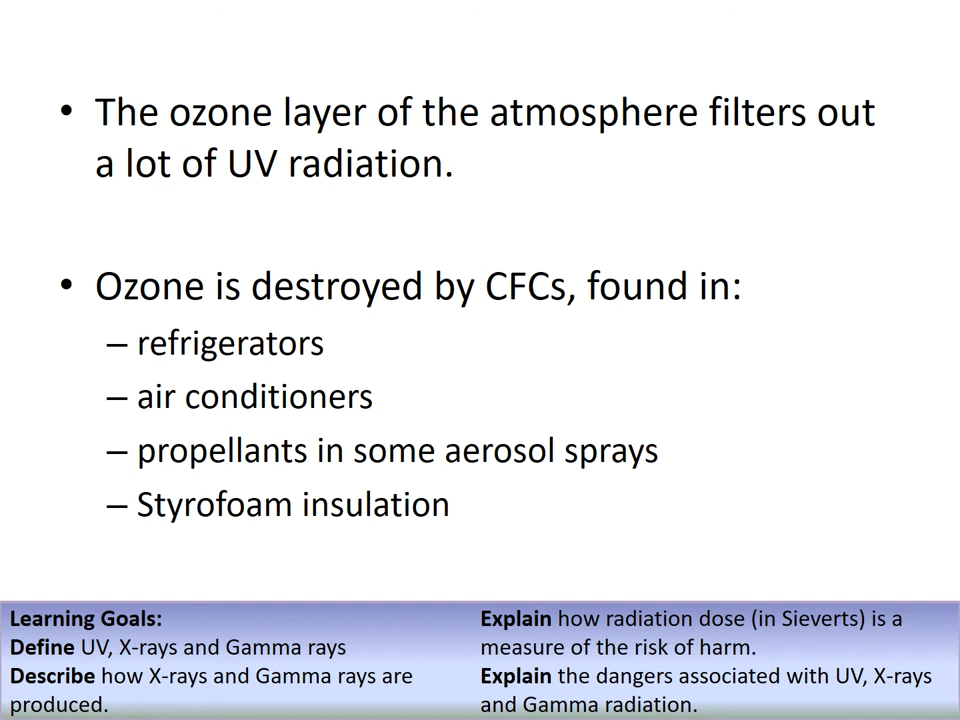 • The ozone layer of the atmosphere filters out
a lot of UV radiation.
• Ozone is destroyed by CFCs, found in:
– refrigerators
– air conditioners
– propellants in some aerosol sprays
– Styrofoam insulation
Learning Goals:
Define UV, X-rays and Gamma rays
Describe how X-rays and Gamma rays are
produced.
Explain how radiation dose (in Sieverts) is a
measure of the risk of harm.
Explain the dangers associated with UV, X-rays
and Gamma radiation.